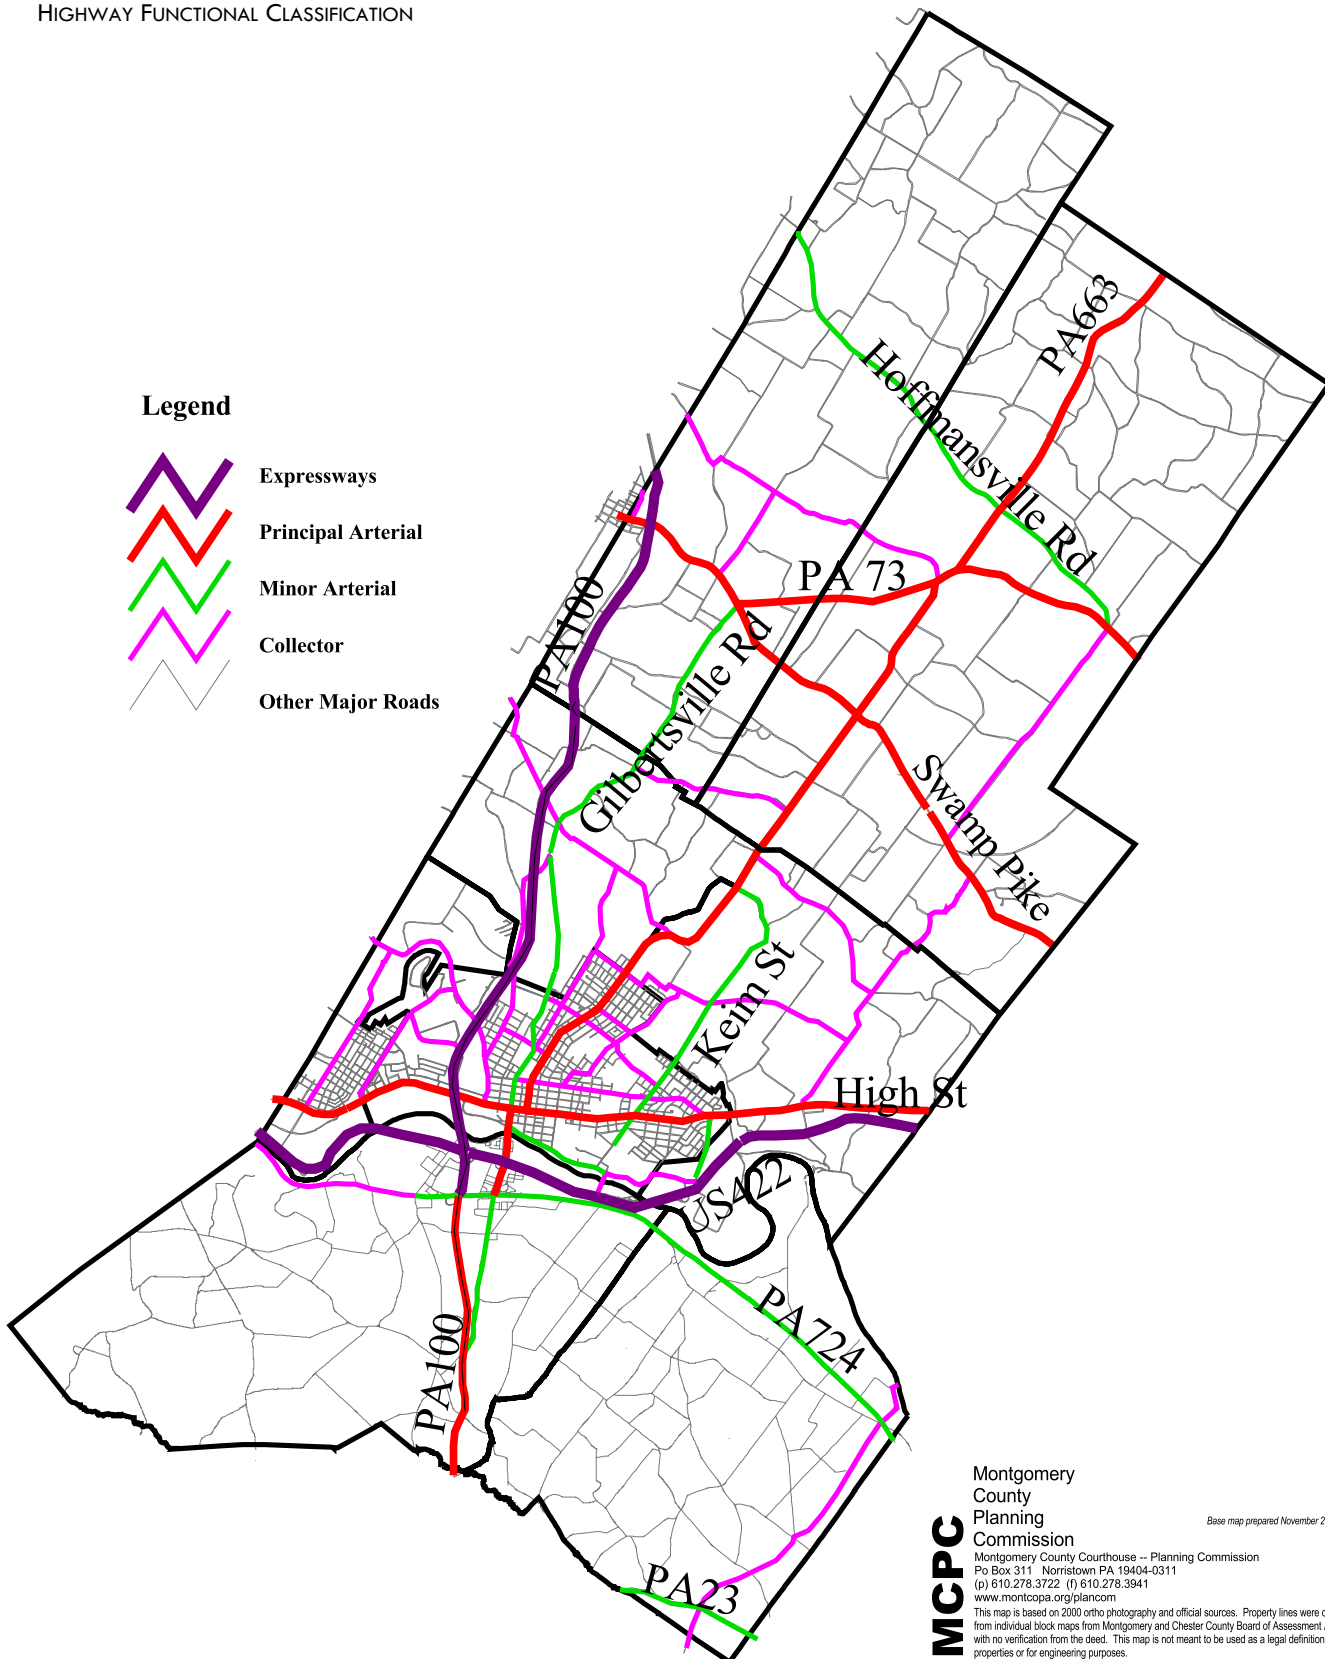 HIGHWAY FUNCTIONAL CLASSIFICATION
PA663
Hoffmansville Rd
Legend
Expressways
Principal Arterial
Minor Arterial
Collector
Other Major Roads
PA 73
PA100
Gilbertsville Rd
Swamp Pike
Keim St
High St
US422
PA724
PA100
PA23
MCPC
Montgomery
County
Planning
Commission
Base map prepared November 2
Montgomery County Courthouse -- Planning Commission
Po Box 311 Norristown PA 19404-0311
(p) 610.278.3722 (f) 610.278.3941
www.montcopa.org/plancom
This map is based on 2000 ortho photography and official sources. Property lines were
from individual block maps from Montgomery and Chester County Board of Assessment
with no verification from the deed. This map is not meant to be used as a legal definition
properties or for engineering purposes.